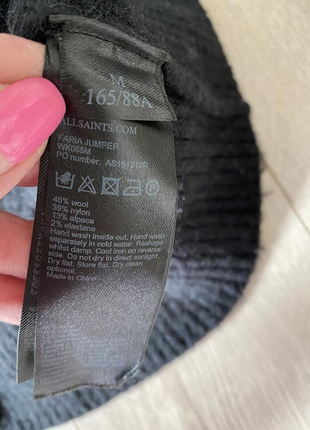 M
165/88A
ALLSAINTS.COM
FARIA JUMPER
WK065M
PO number:
46% wool
39% nylon
13% alpaca
2% elastane
Hand wash inside out. Hand wash
separately in cold water. Reshape
whilst damp. Cool iron on reverse
side. Do not dry in direct sunlight.
Dry flat. Store flat. Dry clean
optional.
Made in China